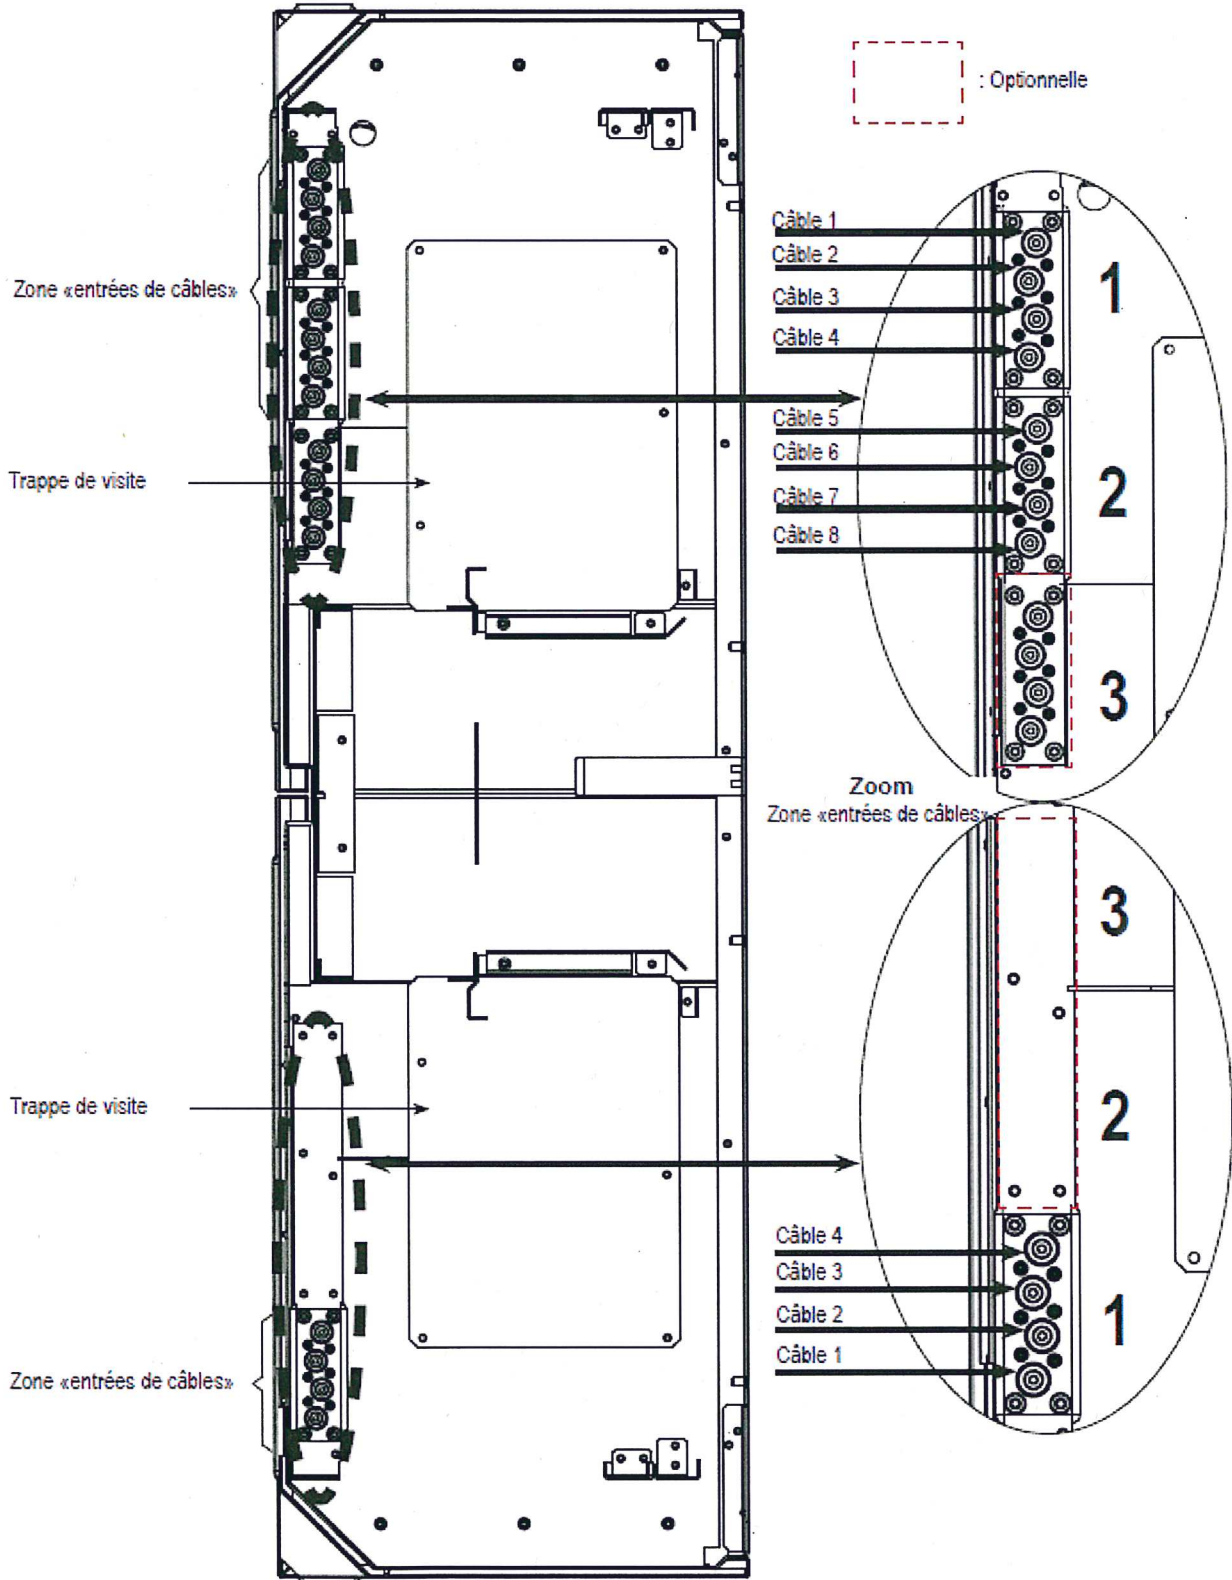 : Optionnelle
Câble 1
Câble 2
Câble 3
Câble 4
1
Zone «entrées de câbles»
Câble 5
Câble 6
Câble 7
Câble 8
2
Trappe de visite
3
Zoom
Zone «entrées de câbles»
3
2
Trappe de visite
Câble 4
Câble 3
Câble 2
Câble 1
1
Zone «entrées de câbles»